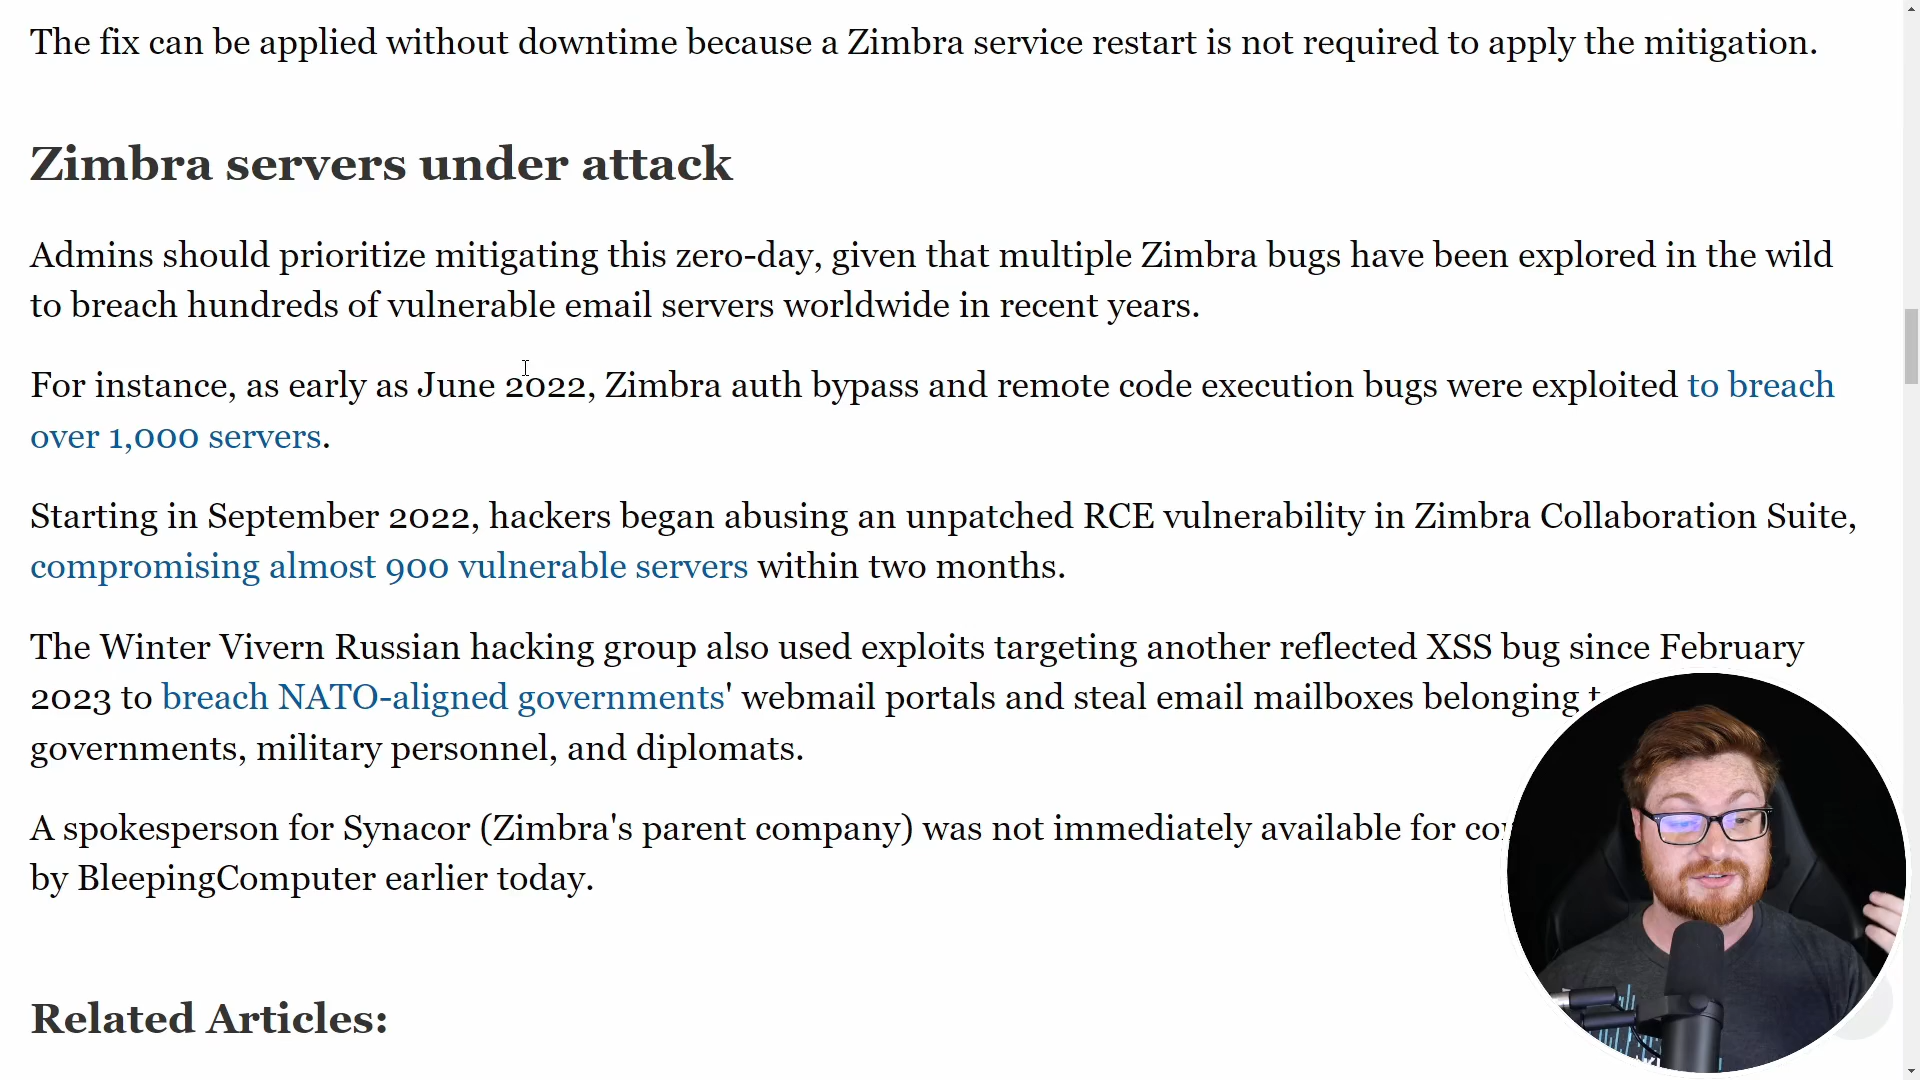 The fix can be applied without downtime because a Zimbra service restart is not required to apply the mitigation.
Zimbra servers under attack
Admins should prioritize mitigating this zero-day, given that multiple Zimbra bugs have been explored in the wild
to breach hundreds of vulnerable email servers worldwide in recent years.
For instance, as early as June 2022, Zimbra auth bypass and remote code execution bugs were exploited to breach
over 1,000 servers.
Starting in September 2022, hackers began abusing an unpatched RCE vulnerability in Zimbra Collaboration Suite,
compromising almost 900 vulnerable servers within two months.
The Winter Vivern Russian hacking group also used exploits targeting another reflected XSS bug since February
2023 to breach NATO-aligned governments' webmail portals and steal email mailboxes belonging
governments, military personnel, and diplomats.
A spokesperson for Synacor (Zimbra's parent company) was not immediately available for
by BleepingComputer earlier today.
Related Articles: